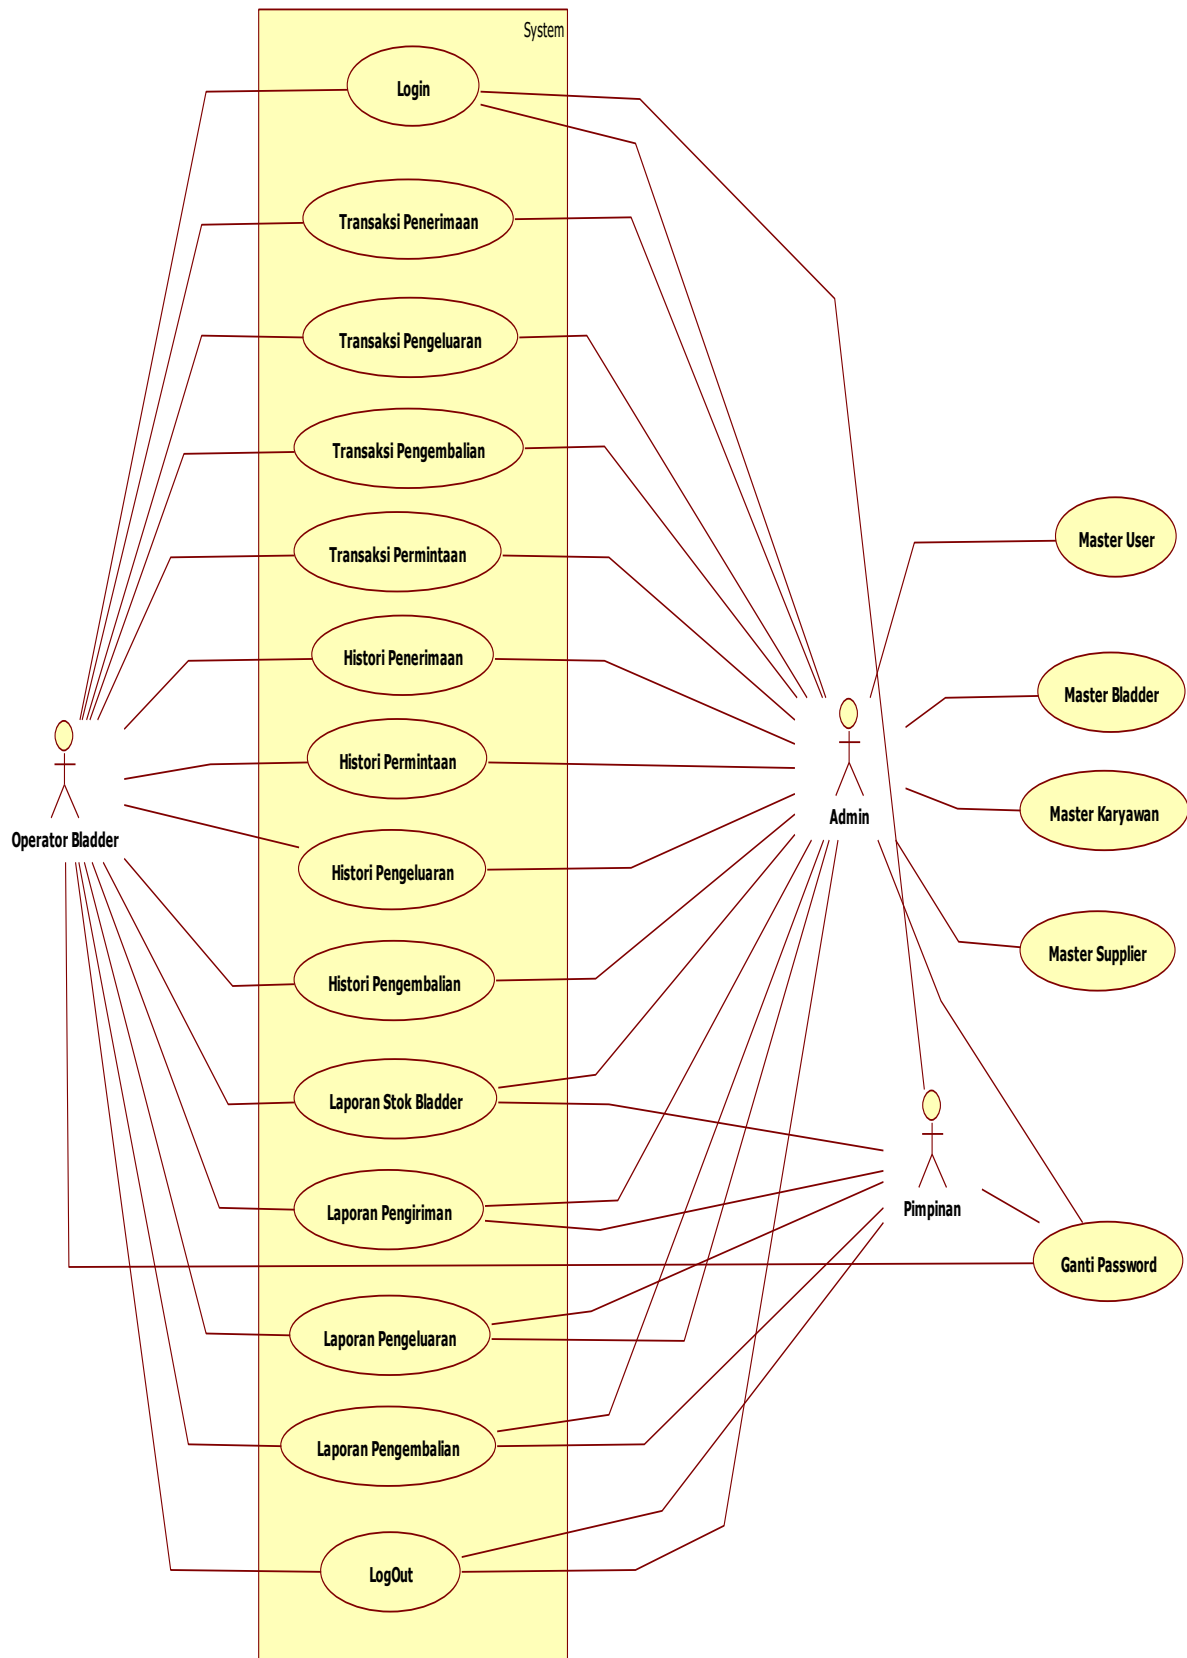 System
Login
Transaksi Penerimaan
Transaksi Pengeluaran
Transaksi Pengembalian
Master User
Transaksi Permintaan
Histori Penerimaan
Master Bladder
Histori Permintaan
Master Karyawan
Admin
Operator Bladder
Histori Pengeluaran
Master Supplier
Histori Pengembalian
Laporan Stok Bladder
Pimpinan
Laporan Pengiriman
Ganti Password
Laporan Pengeluaran
Laporan Pengembalian
LogOut